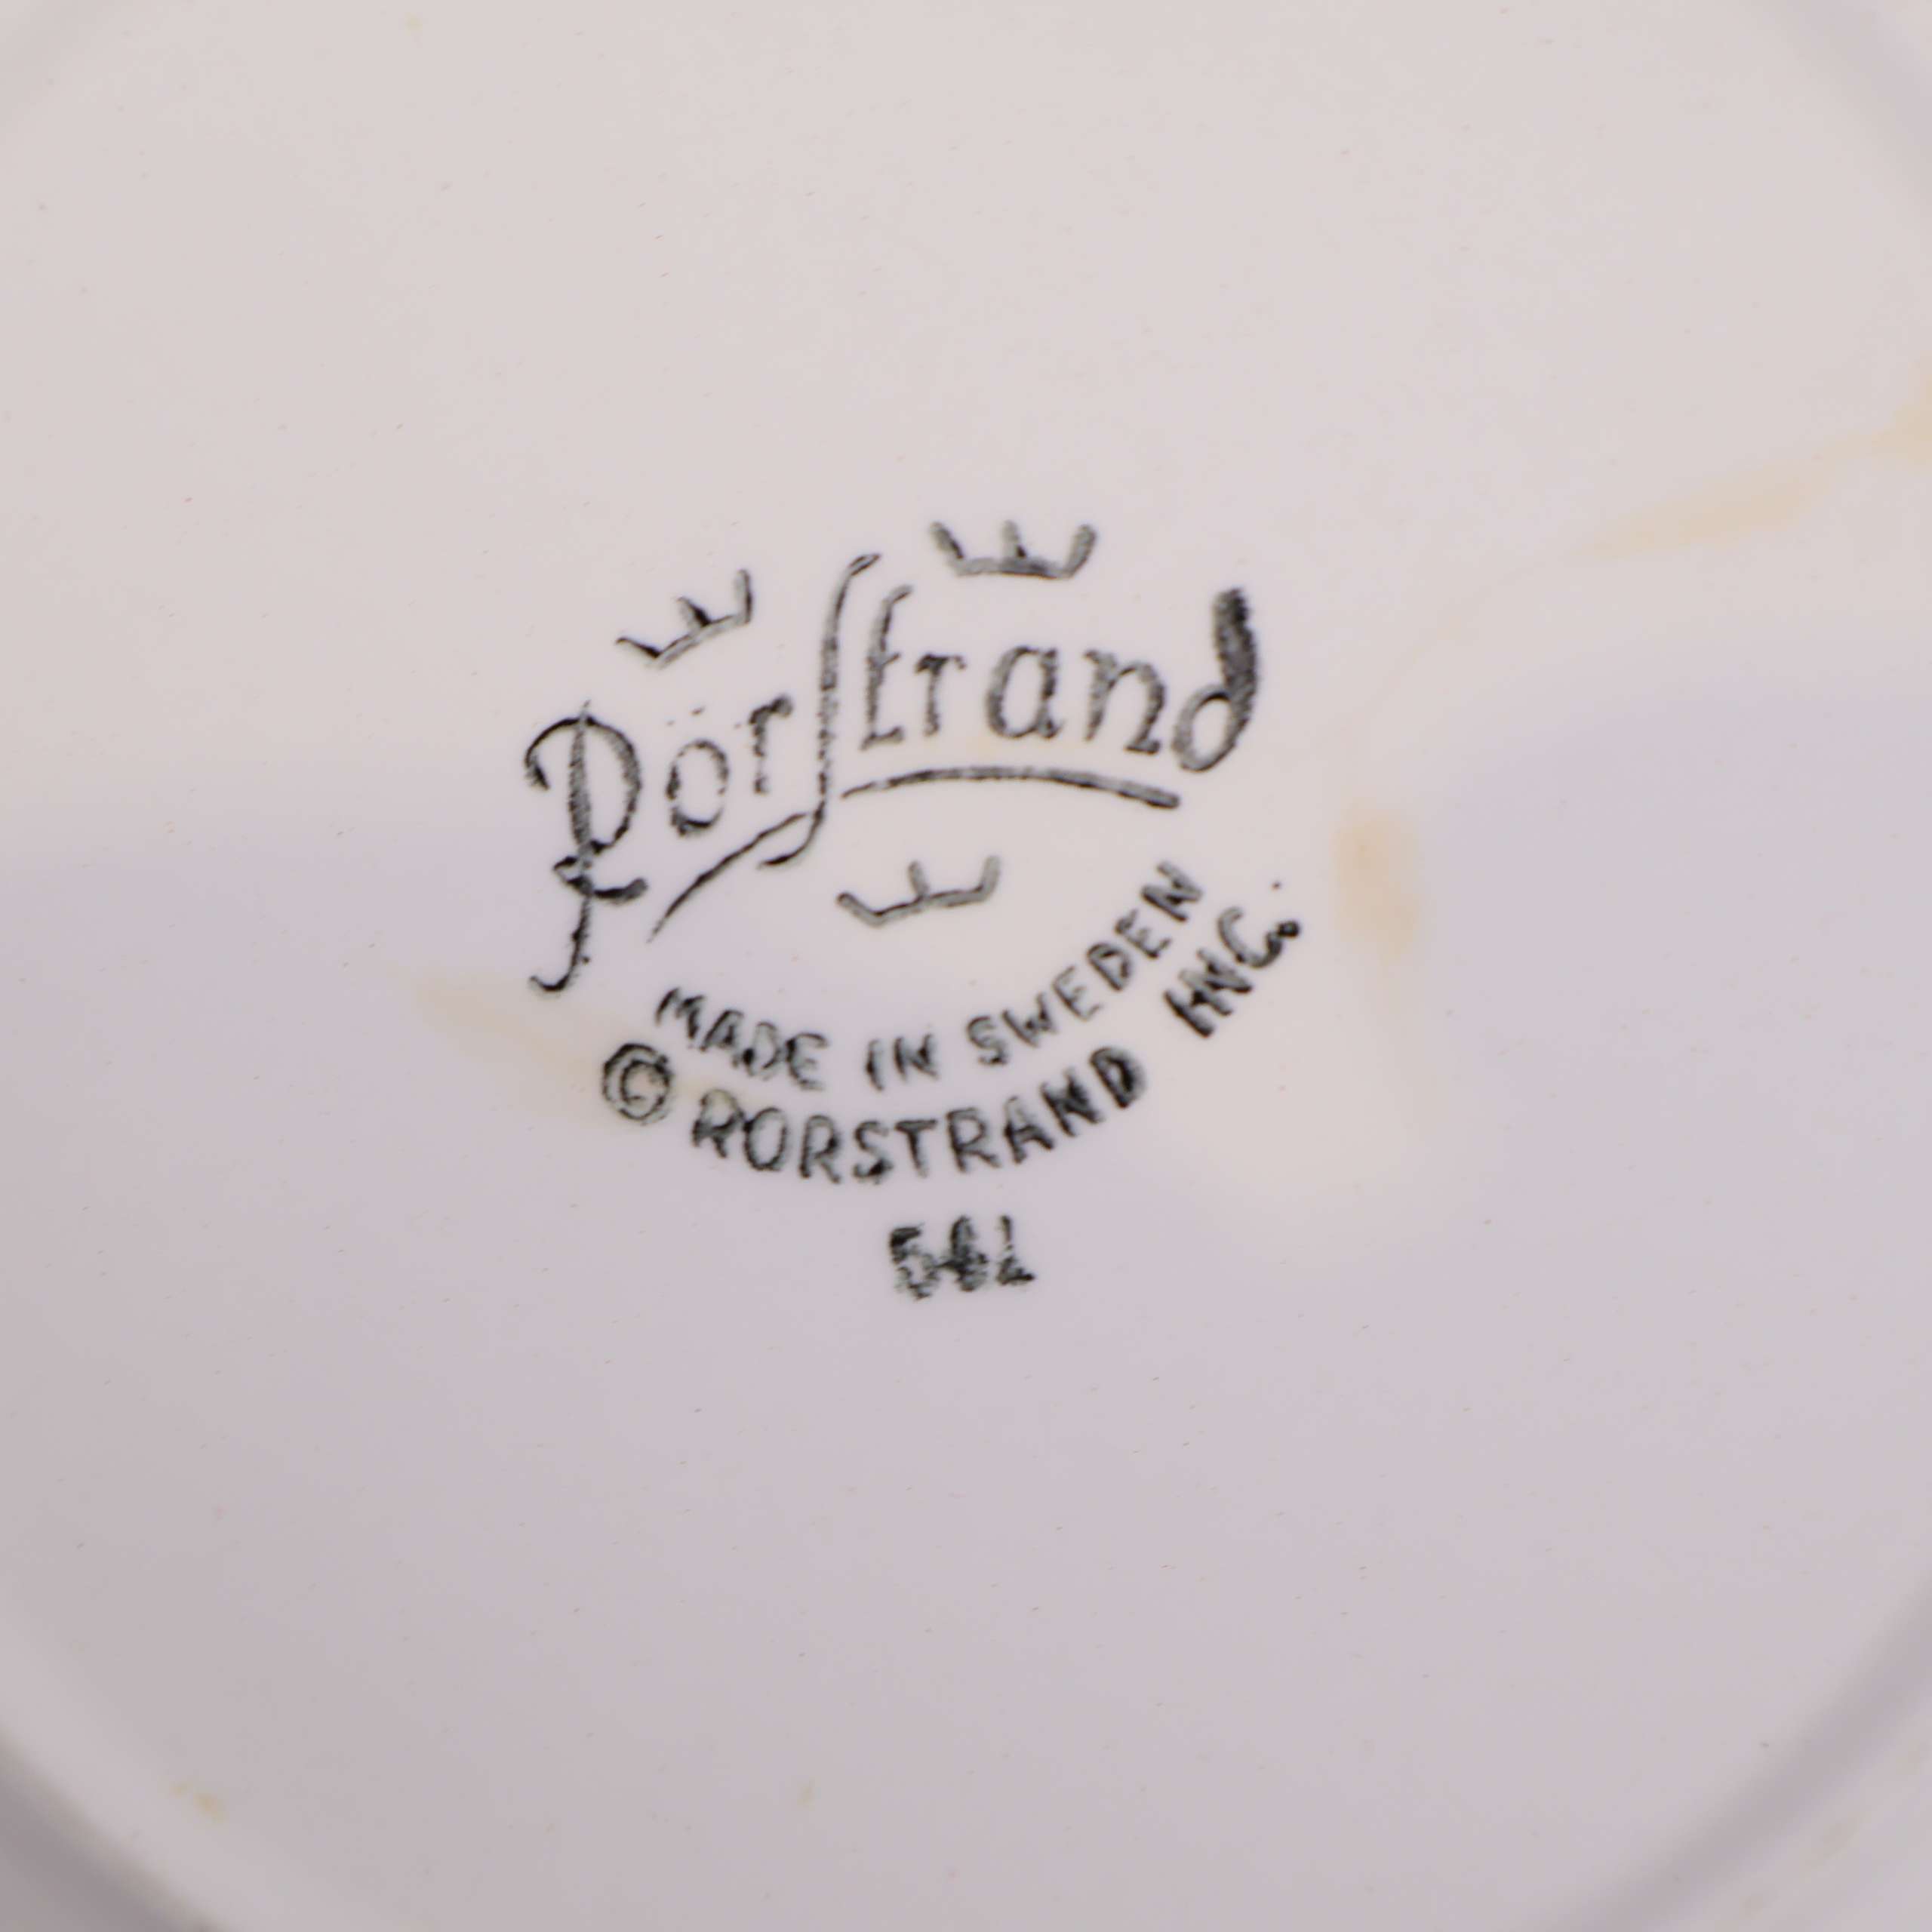 Rörstrand
MADE IN SWEDEN
© RORSTRAND INC.